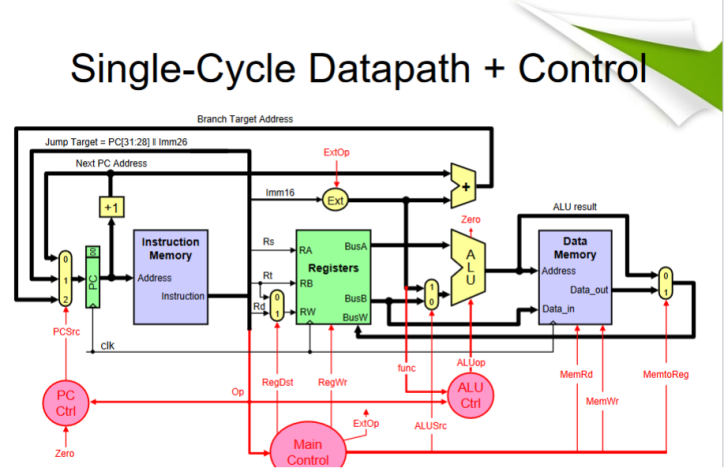 Single-Cycle Datapath + Control
Branch Target Address
Jump Target = PC[31:28] ‖ Imm26
ExtOp
Next PC Address
Imm16
Ext
+
+1
ALU result
Zero
Instruction
Memory
Rs
RA
BusA
Registers
A
L
U
Data
Memory
0
1
2
00
PC
Address
Instruction
Rt
RB
0
1
Rd
RW
BusB
BusW
1
0
Address
Data_out
Data_in
0
1
PCSrc
clk
func
ALUop
RegDst
RegWr
MemRd
MemtoReg
PC
Ctrl
Op
ALU
Ctrl
MemWr
ExtOp
ALUSrc
Zero
Main
Control